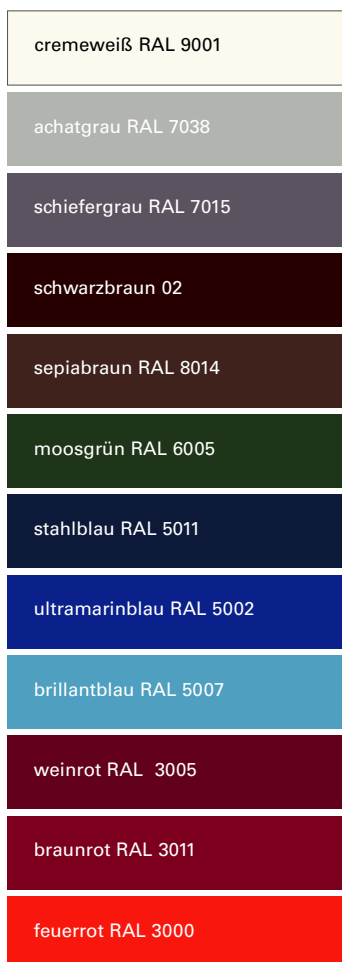 cremeweiß RAL 9001
achatgrau RAL 7038
schiefergrau RAL 7015
schwarzbraun 02
sepiabraun RAL 8014
moosgrün RAL 6005
stahlblau RAL 5011
ultramarinblau RAL 5002
brillantblau RAL 5007
weinrot RAL  3005
braunrot RAL 3011
feuerrot RAL 3000